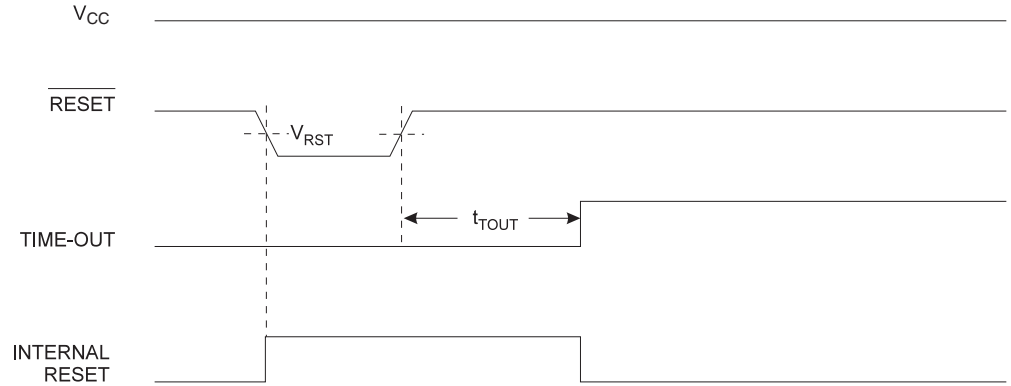 VCC
RESET
VRST
tTOUT
TIME-OUT
INTERNAL
RESET